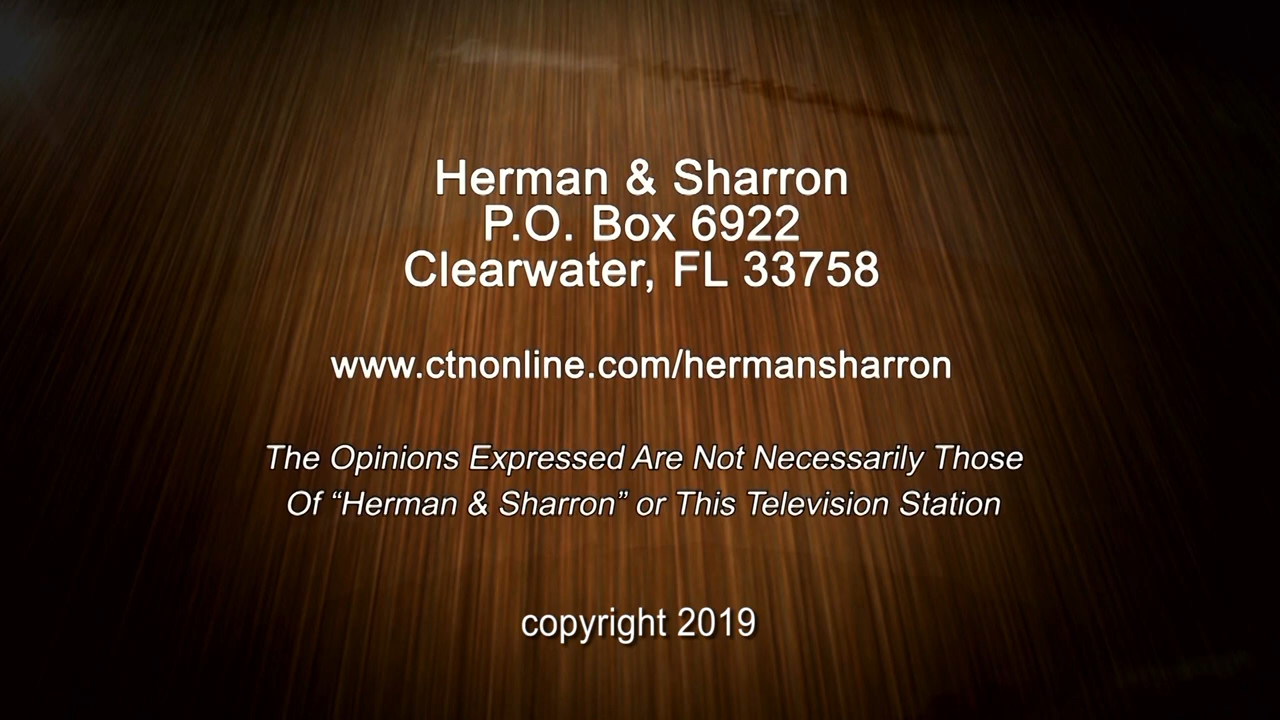 Herman & Sharron
P.O. Box 6922
Clearwater, FL 33758
www.ctnonline.com/hermansharron
The Opinions Expressed Are Not Necessarily Those
Of “Herman & Sharron” or This Television Station
copyright 2019